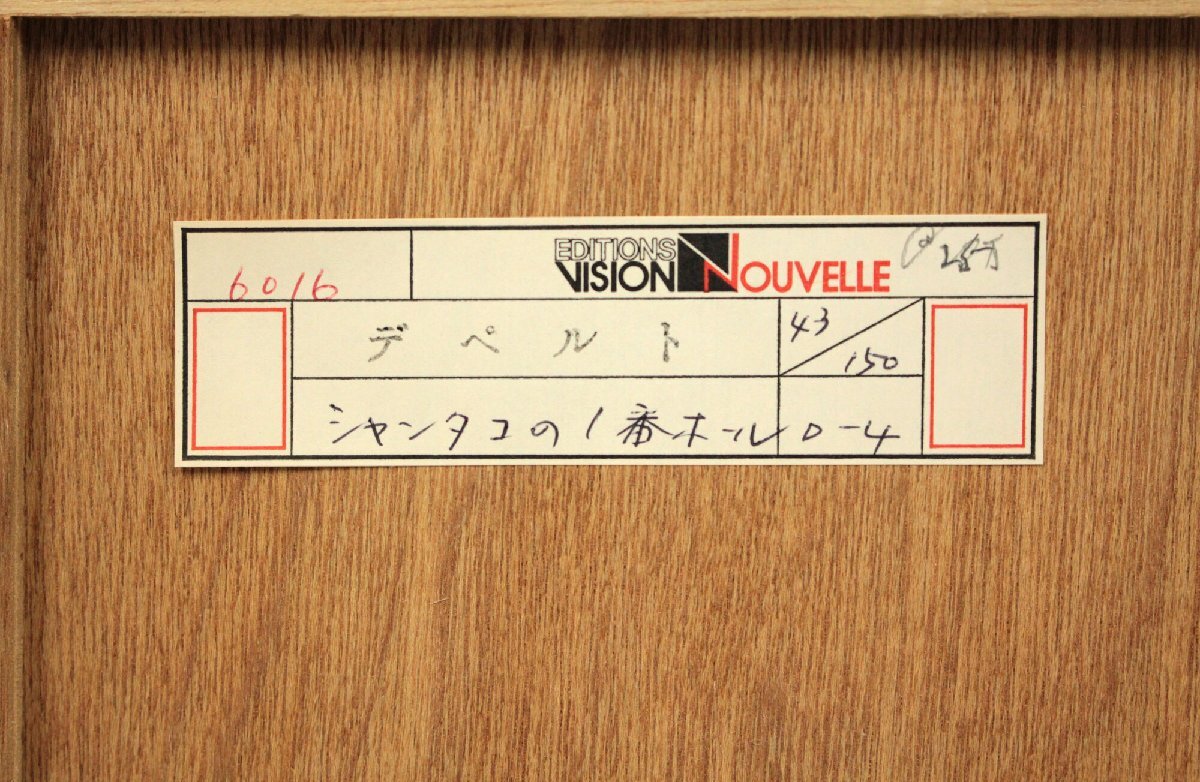 6016
EDITIONS
VISION NOUVELLE
デペルト
43/150
シャンタコの1番ホール D-4